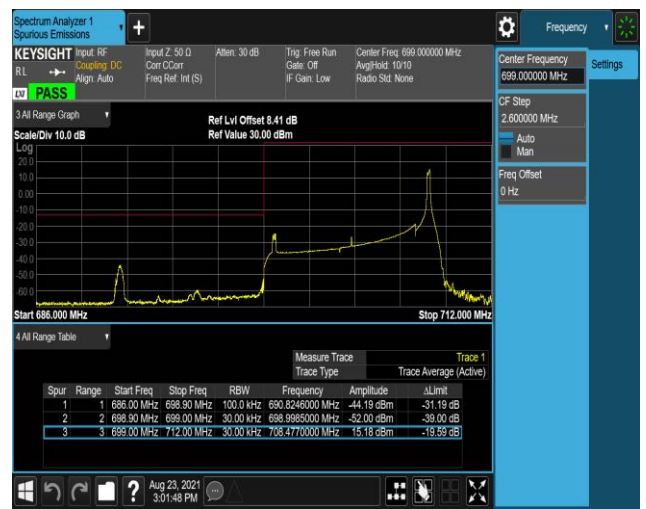 Spectrum Analyzer 1
Spurious Emissions
Frequency
KEYSIGHT Input: RF Input Z: 50 Ω Atten: 30 dB Trig: Free Run Center Freq: 699.000000 MHz
RL Coupling: DC Corr CCorr Gate: Off Avg|Hold: 10/10
Align: Auto Freq Ref: Int (S) IF Gain: Low Radio Std: None
LXI PASS
Center Frequency
699.000000 MHz
Settings
CF Step
2.600000 MHz
Auto
Man
Freq Offset
0 Hz
3 All Range Graph
Ref Lvl Offset 8.41 dB
Scale/Div 10.0 dB Ref Value 30.00 dBm
Log
20.0
10.0
0.00
-10.0
-20.0
-30.0
-40.0
-50.0
-60.0
Start 686.000 MHz Stop 712.000 MHz
4 All Range Table
Measure Trace Trace 1
Trace Type Trace Average (Active)
Spur Range Start Freq Stop Freq RBW Frequency Amplitude ΔLimit
1 1 686.00 MHz 698.90 MHz 100.0 kHz 690.8246000 MHz -44.19 dBm -31.19 dB
2 2 698.90 MHz 699.00 MHz 30.00 kHz 698.9985000 MHz -52.00 dBm -39.00 dB
3 3 699.00 MHz 712.00 MHz 30.00 kHz 708.4770000 MHz 15.18 dBm -19.59 dB
Aug 23, 2021
3:01:48 PM